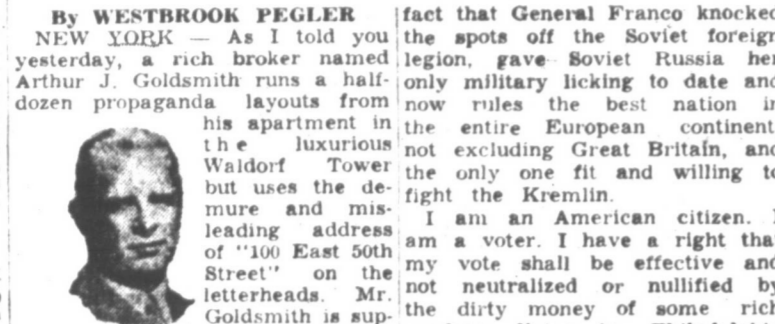 By WESTBROOK PEGLER
NEW YORK — As I told you
yesterday, a rich broker named
Arthur J. Goldsmith runs a half-
dozen propaganda layouts from
his apartment in
the luxurious
Waldorf Tower
but uses the de-
mure and mis-
leading address
of "100 East 50th
Street" on the
letterheads. Mr.
Goldsmith is sup-
fact that General Franco knocked
the spots off the Soviet foreign
legion, gave Soviet Russia her
only military licking to date and
now rules the best nation in
the entire European continent
not excluding Great Britain, and
the only one fit and willing to
fight the Kremlin.
I am an American citizen.
am a voter. I have a right that
my vote shall be effective and
not neutralized or nullified by
the dirty money of some rich